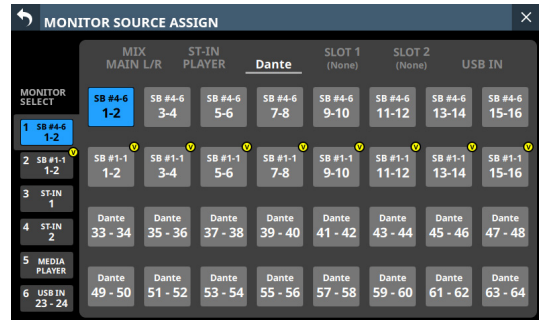 MONITOR SOURCE ASSIGN
MIX MAIN L/R
ST-IN PLAYER
Dante
SLOT 1 (None)
SLOT 2 (None)
USB IN
MONITOR SELECT
1 SB #4-6 1-2
2 SB #1-1 1-2 V
3 ST-IN 1
4 ST-IN 2
5 MEDIA PLAYER
6 USB IN 23 - 24
SB #4-6 1-2
SB #4-6 3-4
SB #4-6 5-6
SB #4-6 7-8
SB #4-6 9-10
SB #4-6 11-12
SB #4-6 13-14
SB #4-6 15-16
SB #1-1 1-2 V
SB #1-1 3-4 V
SB #1-1 5-6 V
SB #1-1 7-8 V
SB #1-1 9-10 V
SB #1-1 11-12 V
SB #1-1 13-14 V
SB #1-1 15-16 V
Dante 33 - 34
Dante 35 - 36
Dante 37 - 38
Dante 39 - 40
Dante 41 - 42
Dante 43 - 44
Dante 45 - 46
Dante 47 - 48
Dante 49 - 50
Dante 51 - 52
Dante 53 - 54
Dante 55 - 56
Dante 57 - 58
Dante 59 - 60
Dante 61 - 62
Dante 63 - 64